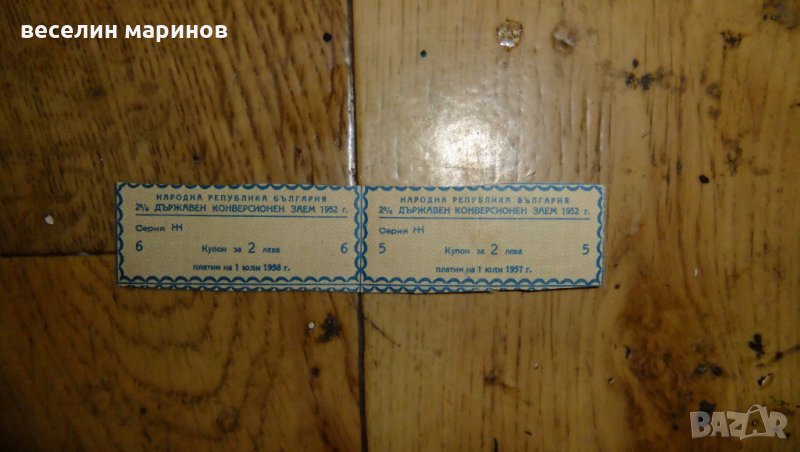 веселин маринов
НАРОДНА РЕПУБЛИКА БЪЛГАРИЯ
2% ДЪРЖАВЕН КОНВЕРСИОНЕН ЗАЕМ 1952 г.
Серия НН
6 Купон за 2 лева 6
платим на 1 юли 1958 г.
НАРОДНА РЕПУБЛИКА БЪЛГАРИЯ
2% ДЪРЖАВЕН КОНВЕРСИОНЕН ЗАЕМ 1952 г.
Серия НН
5 Купон за 2 лева 5
платим на 1 юли 1957 г.
BAZAR